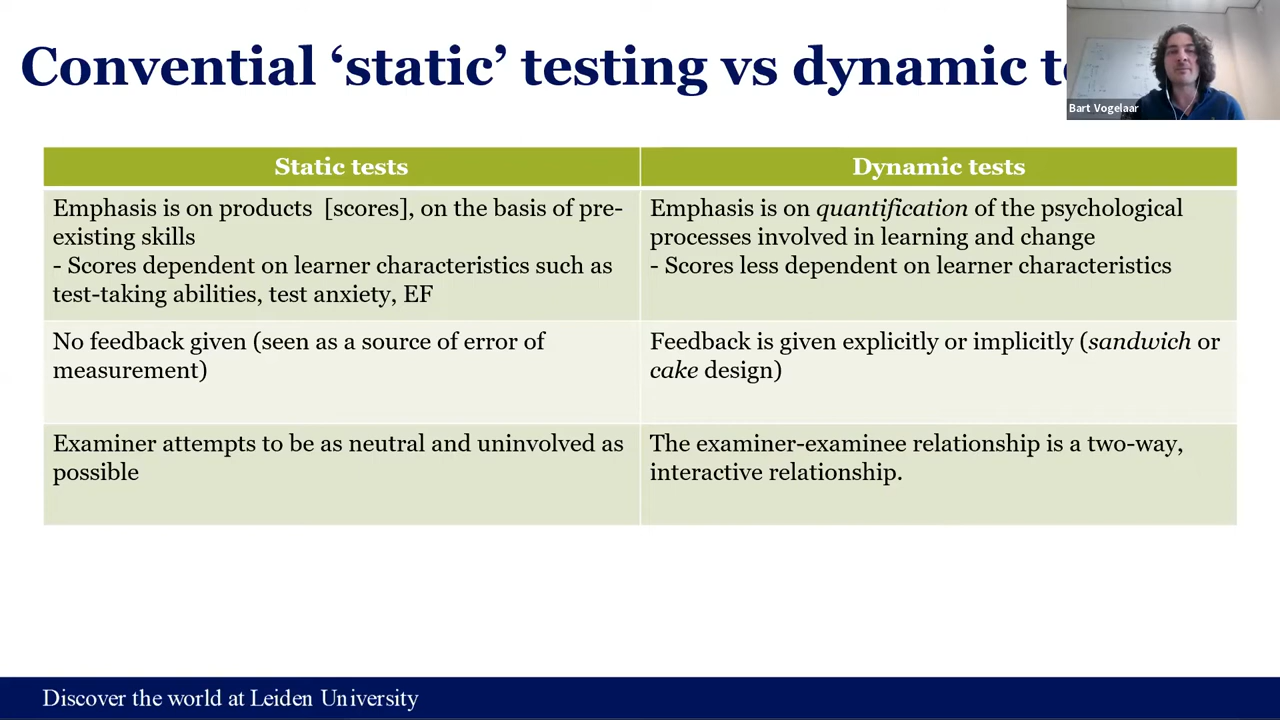 Convential ‘static’ testing vs dynamic
Bart Vogelaar
Static tests
Dynamic tests
Emphasis is on products [scores], on the basis of pre-
existing skills
- Scores dependent on learner characteristics such as
test-taking abilities, test anxiety, EF
Emphasis is on quantification of the psychological
processes involved in learning and change
- Scores less dependent on learner characteristics
No feedback given (seen as a source of error of
measurement)
Feedback is given explicitly or implicitly (sandwich or
cake design)
Examiner attempts to be as neutral and uninvolved as
possible
The examiner-examinee relationship is a two-way,
interactive relationship.
Discover the world at Leiden University